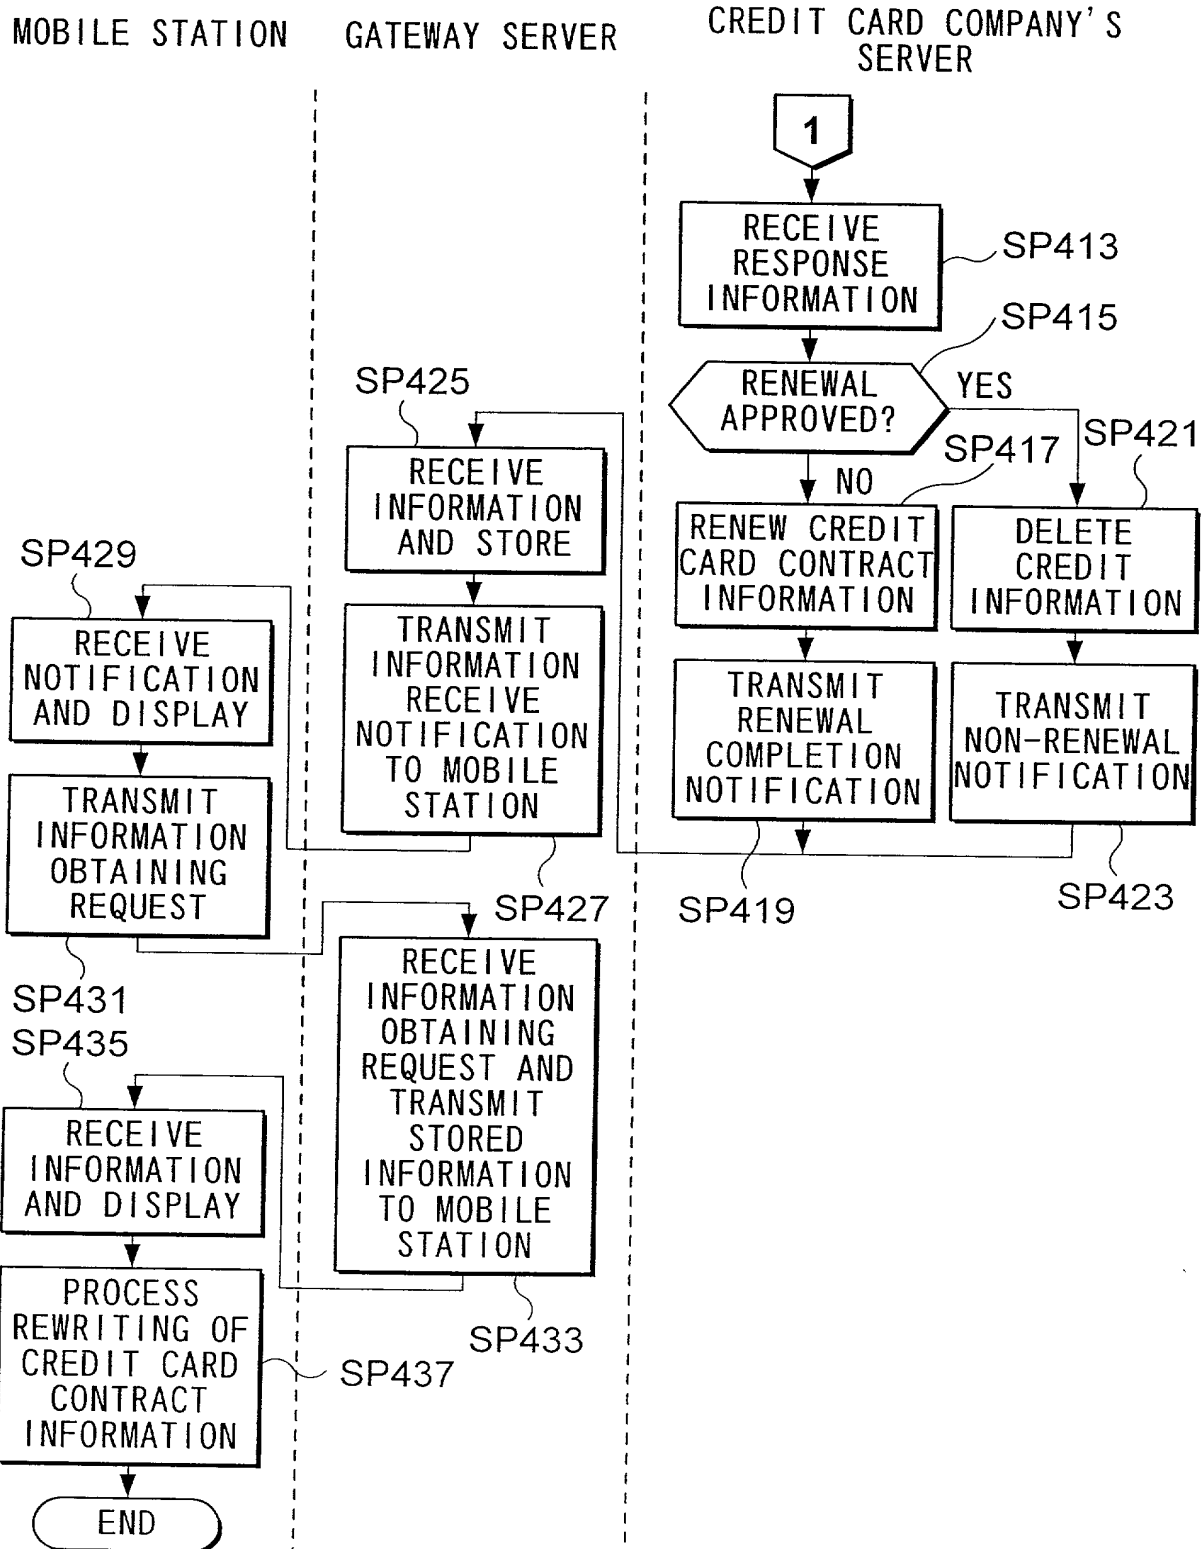 MOBILE STATION
GATEWAY SERVER
CREDIT CARD COMPANY'S
SERVER
1
RECEIVE
RESPONSE
INFORMATION
SP413
SP415
RENEWAL
APPROVED?
YES
NO
SP417
SP421
RENEW CREDIT
CARD CONTRACT
INFORMATION
DELETE
CREDIT
INFORMATION
TRANSMIT
RENEWAL
COMPLETION
NOTIFICATION
TRANSMIT
NON-RENEWAL
NOTIFICATION
SP419
SP423
SP425
RECEIVE
INFORMATION
AND STORE
TRANSMIT
INFORMATION
RECEIVE
NOTIFICATION
TO MOBILE
STATION
SP427
SP429
RECEIVE
NOTIFICATION
AND DISPLAY
TRANSMIT
INFORMATION
OBTAINING
REQUEST
SP431
RECEIVE
INFORMATION
OBTAINING
REQUEST AND
TRANSMIT
STORED
INFORMATION
TO MOBILE
STATION
SP433
SP435
RECEIVE
INFORMATION
AND DISPLAY
PROCESS
REWRITING OF
CREDIT CARD
CONTRACT
INFORMATION
SP437
END